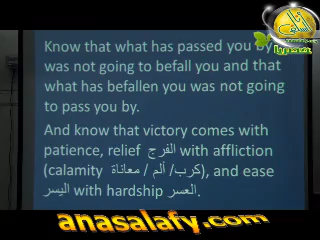 Know that what has passed you by
was not going to befall you and that
what has befallen you was not going
to pass you by.
And know that victory comes with
patience, relief الفرج with affliction
(calamity كرب/ ألم / معاناة), and ease
اليسر with hardship العسر.
anasalafy.com